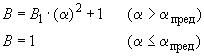 B = B₁·(α)² + 1 (α > αпред)
B = 1 (α ≤ αпред)